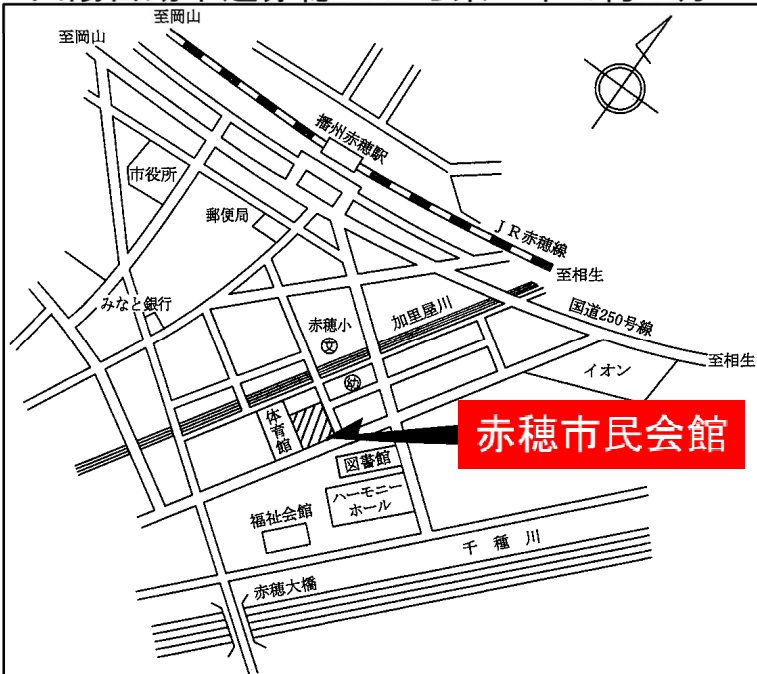 至岡山
至岡山
播州赤穂駅
市役所
郵便局
JR赤穂線
至相生
みなと銀行
赤穂小
文
加里屋川
国道250号線
至相生
イオン
幼
体育館
赤穂市民会館
図書館
ハーモニー
ホール
福祉会館
千種川
赤穂大橋